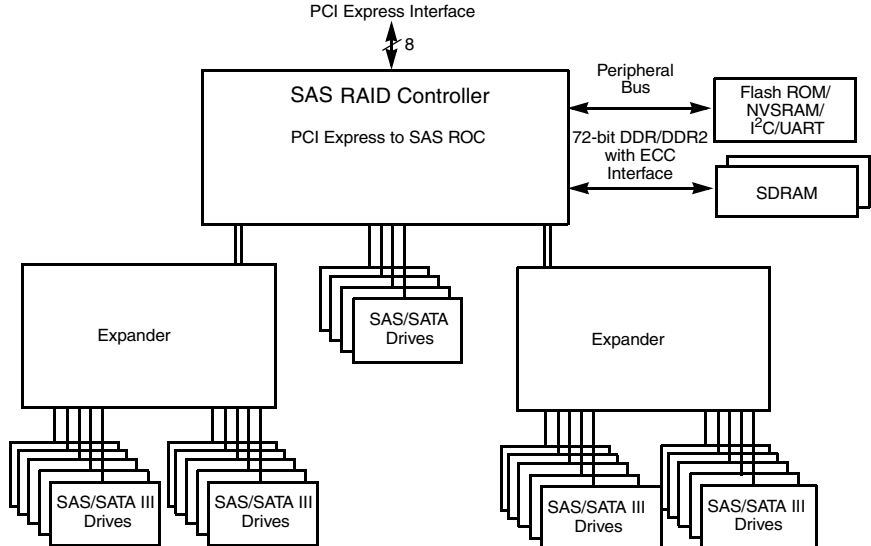 PCI Express Interface
8
SAS RAID Controller
PCI Express to SAS ROC
Peripheral
Bus
Flash ROM/
NVSRAM/
I²C/UART
72-bit DDR/DDR2
with ECC
Interface
SDRAM
Expander
SAS/SATA
Drives
Expander
SAS/SATA III
Drives
SAS/SATA III
Drives
SAS/SATA III
Drives
SAS/SATA III
Drives